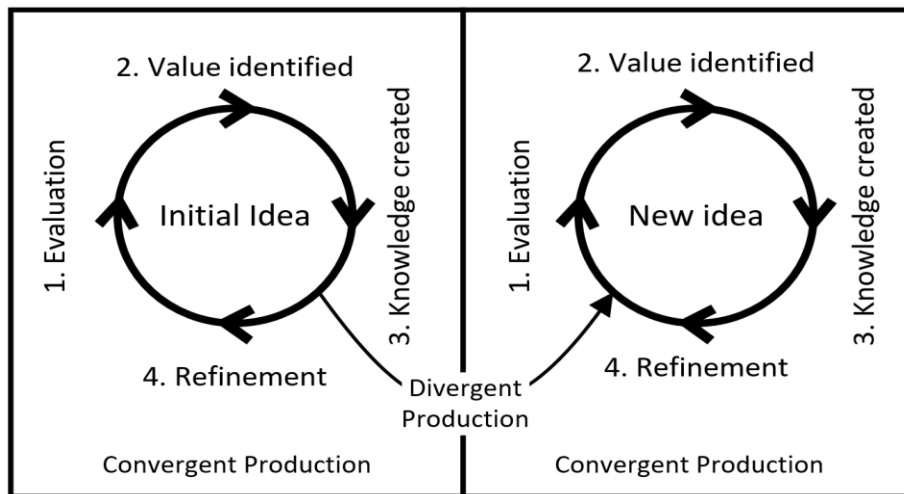 2. Value identified
1. Evaluation
Initial Idea
3. Knowledge created
4. Refinement
Convergent Production
Divergent
Production
2. Value identified
1. Evaluation
New idea
3. Knowledge created
4. Refinement
Convergent Production